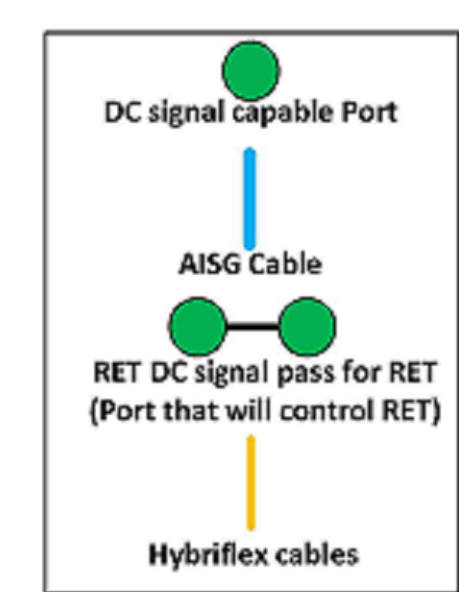 DC signal capable Port
AISG Cable
RET DC signal pass for RET
(Port that will control RET)
Hybriflex cables